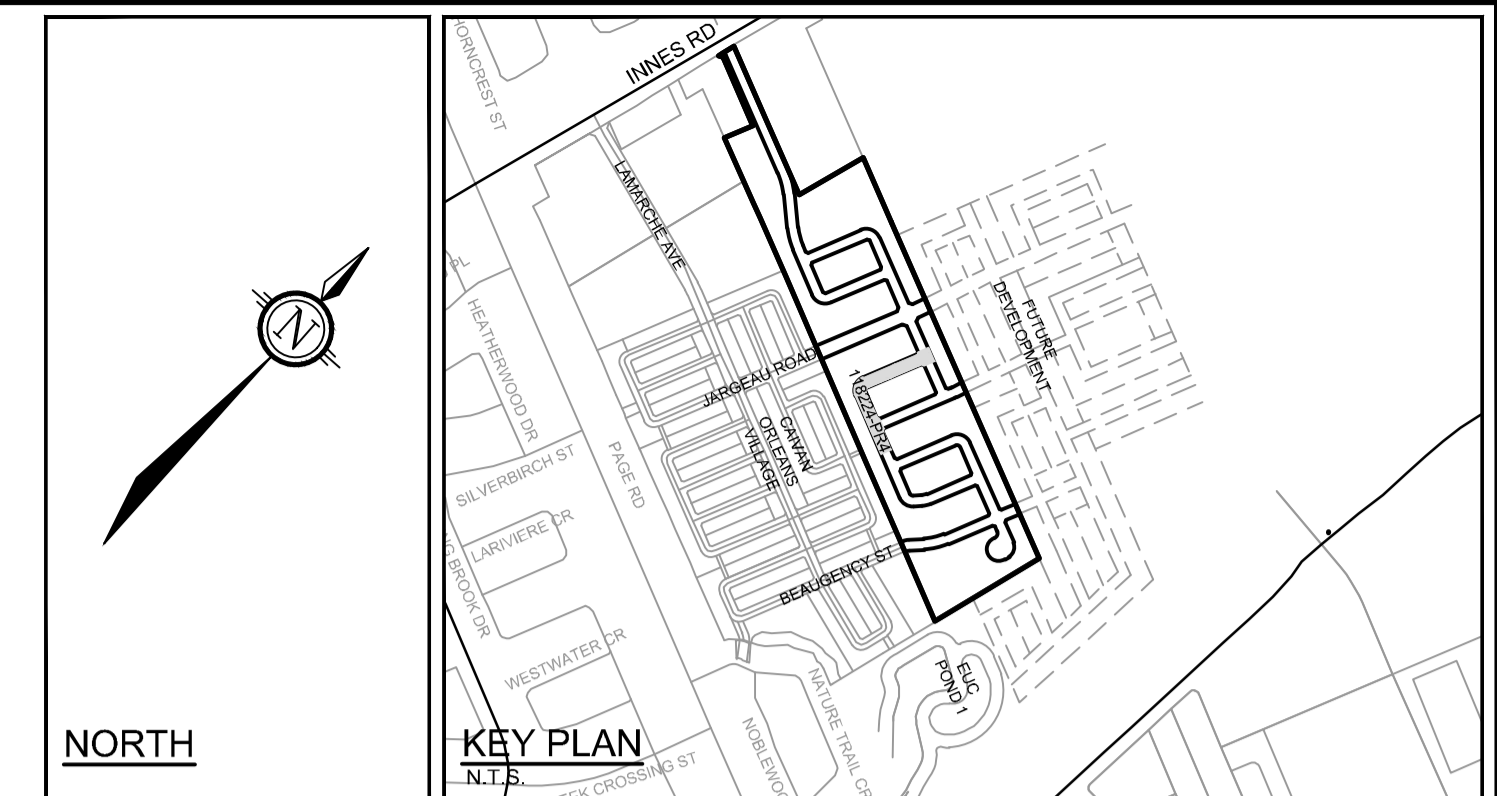 N
NORTH
THORNCREST ST
INNES RD
LAMARCHE AVE
PL
HEATHERWOOD DR
JARGEAU ROAD
118224-PR4
FUTURE
DEVELOPMENT
CAIVAN
ORLEANS
VILLAGE
PAGE RD
SILVERBIRCH ST
LARIVIERE CR
BROOK DR
BEAUGENCY ST
WESTWATER CR
EUC
POND 1
NATURE TRAIL CR
KEY PLAN
N.T.S.
CROSSING ST